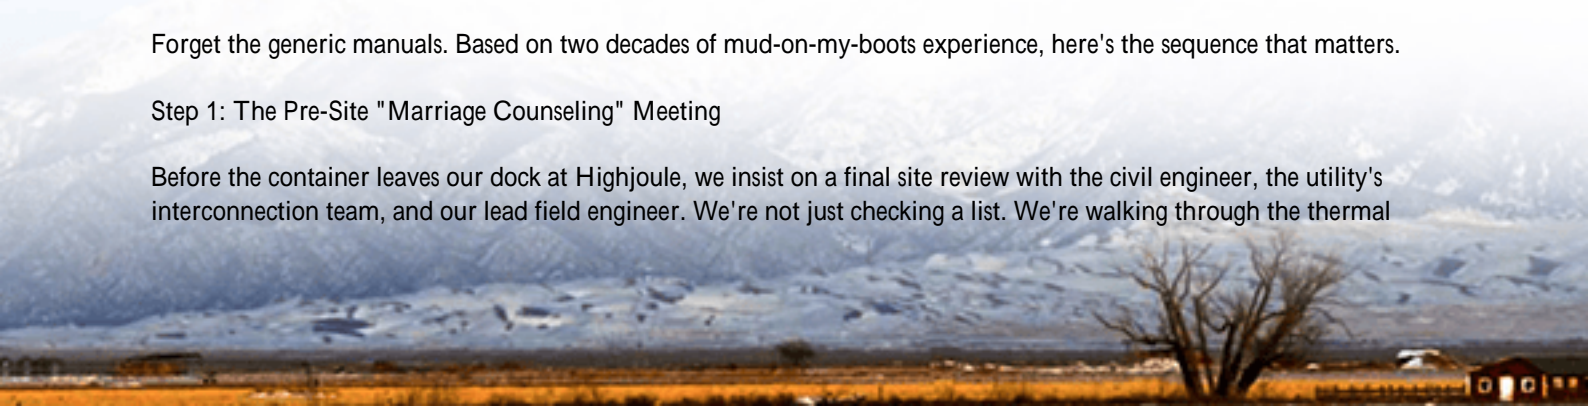 Forget the generic manuals. Based on two decades of mud-on-my-boots experience, here's the sequence that matters.
Step 1: The Pre-Site "Marriage Counseling" Meeting
Before the container leaves our dock at Highjoule, we insist on a final site review with the civil engineer, the utility's
interconnection team, and our lead field engineer. We're not just checking a list. We're walking through the thermal